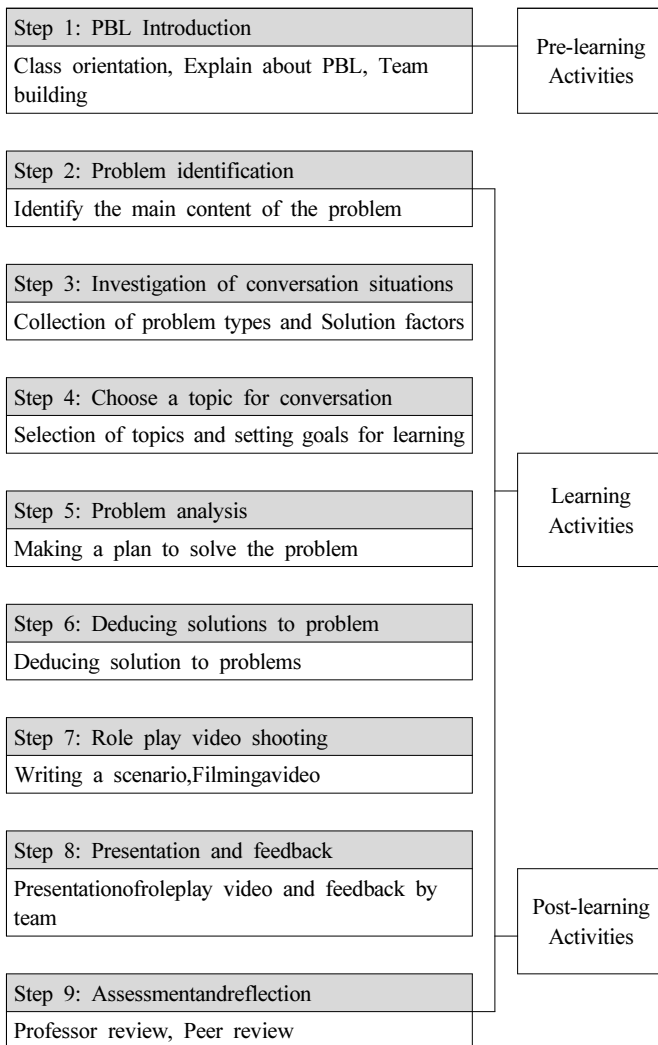 Step 1: PBL Introduction
Class orientation, Explain about PBL, Team
building
Pre-learning
Activities
Step 2: Problem identification
Identify the main content of the problem
Step 3: Investigation of conversation situations
Collection of problem types and Solution factors
Step 4: Choose a topic for conversation
Selection of topics and setting goals for learning
Step 5: Problem analysis
Making a plan to solve the problem
Learning
Activities
Step 6: Deducing solutions to problem
Deducing solution to problems
Step 7: Role play video shooting
Writing a scenario,Filmingavideo
Step 8: Presentation and feedback
Presentationofroleplay video and feedback by
team
Post-learning
Activities
Step 9: Assessmentandreflection
Professor review, Peer review